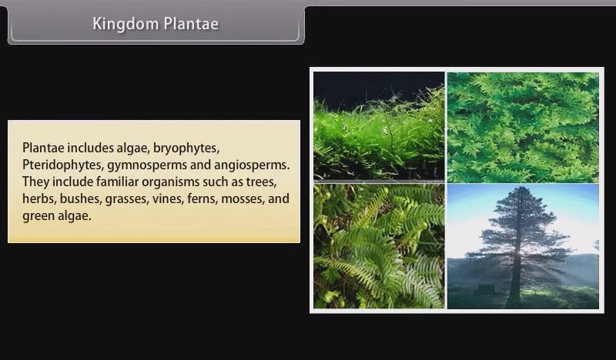 Kingdom Plantae
Plantae includes algae, bryophytes,
Pteridophytes, gymnosperms and angiosperms.
They include familiar organisms such as trees,
herbs, bushes, grasses, vines, ferns, mosses, and
green algae.